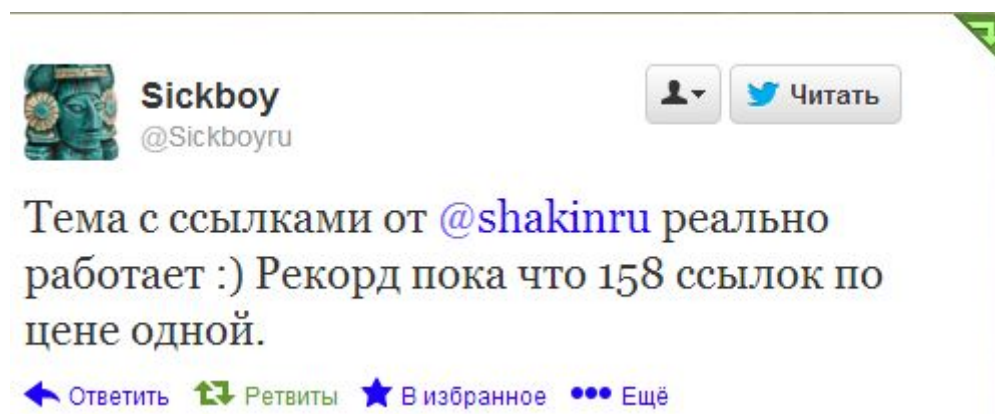 Sickboy
@Sickboyru
Читать
Тема с ссылками от @shakinru реально
работает :) Рекорд пока что 158 ссылок по
цене одной.
Ответить Ретвиты В избранное Ещё